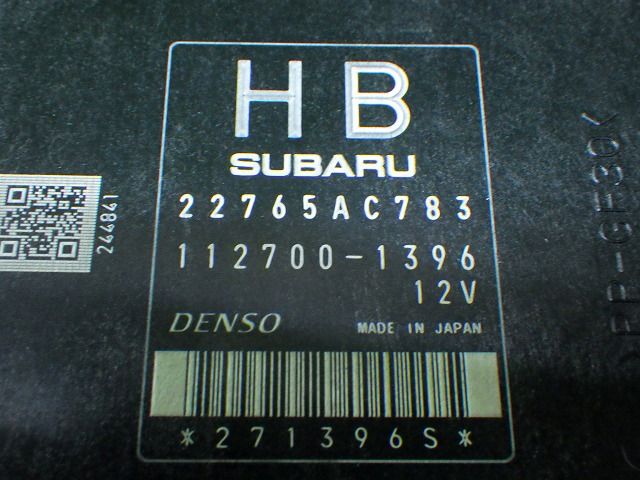 HB
SUBARU
22765AC783
112700-1396
12V
DENSO
MADE IN JAPAN
*271396S*
244841